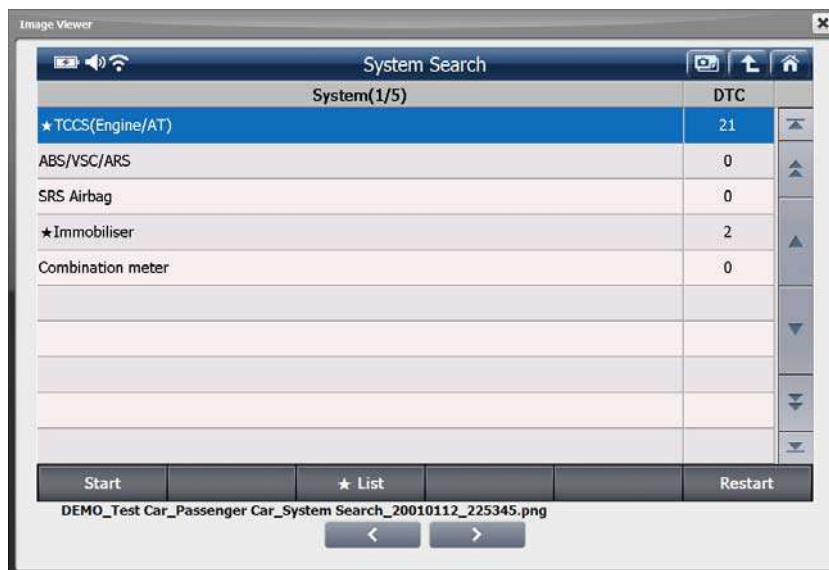 Image Viewer
System Search
System(1/5) DTC
★TCCS(Engine/AT) 21
ABS/VSC/ARS 0
SRS Airbag 0
★Immobiliser 2
Combination meter 0
Start ★ List Restart
DEMO_Test Car_Passenger Car_System Search_20010112_225345.png